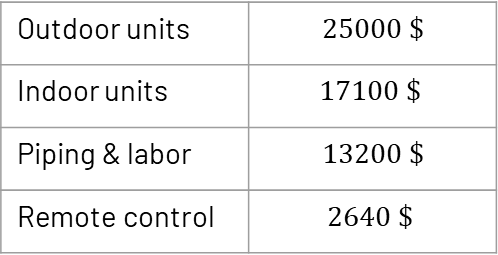 Outdoor units 25000 $
Indoor units 17100 $
Piping & labor 13200 $
Remote control 2640 $